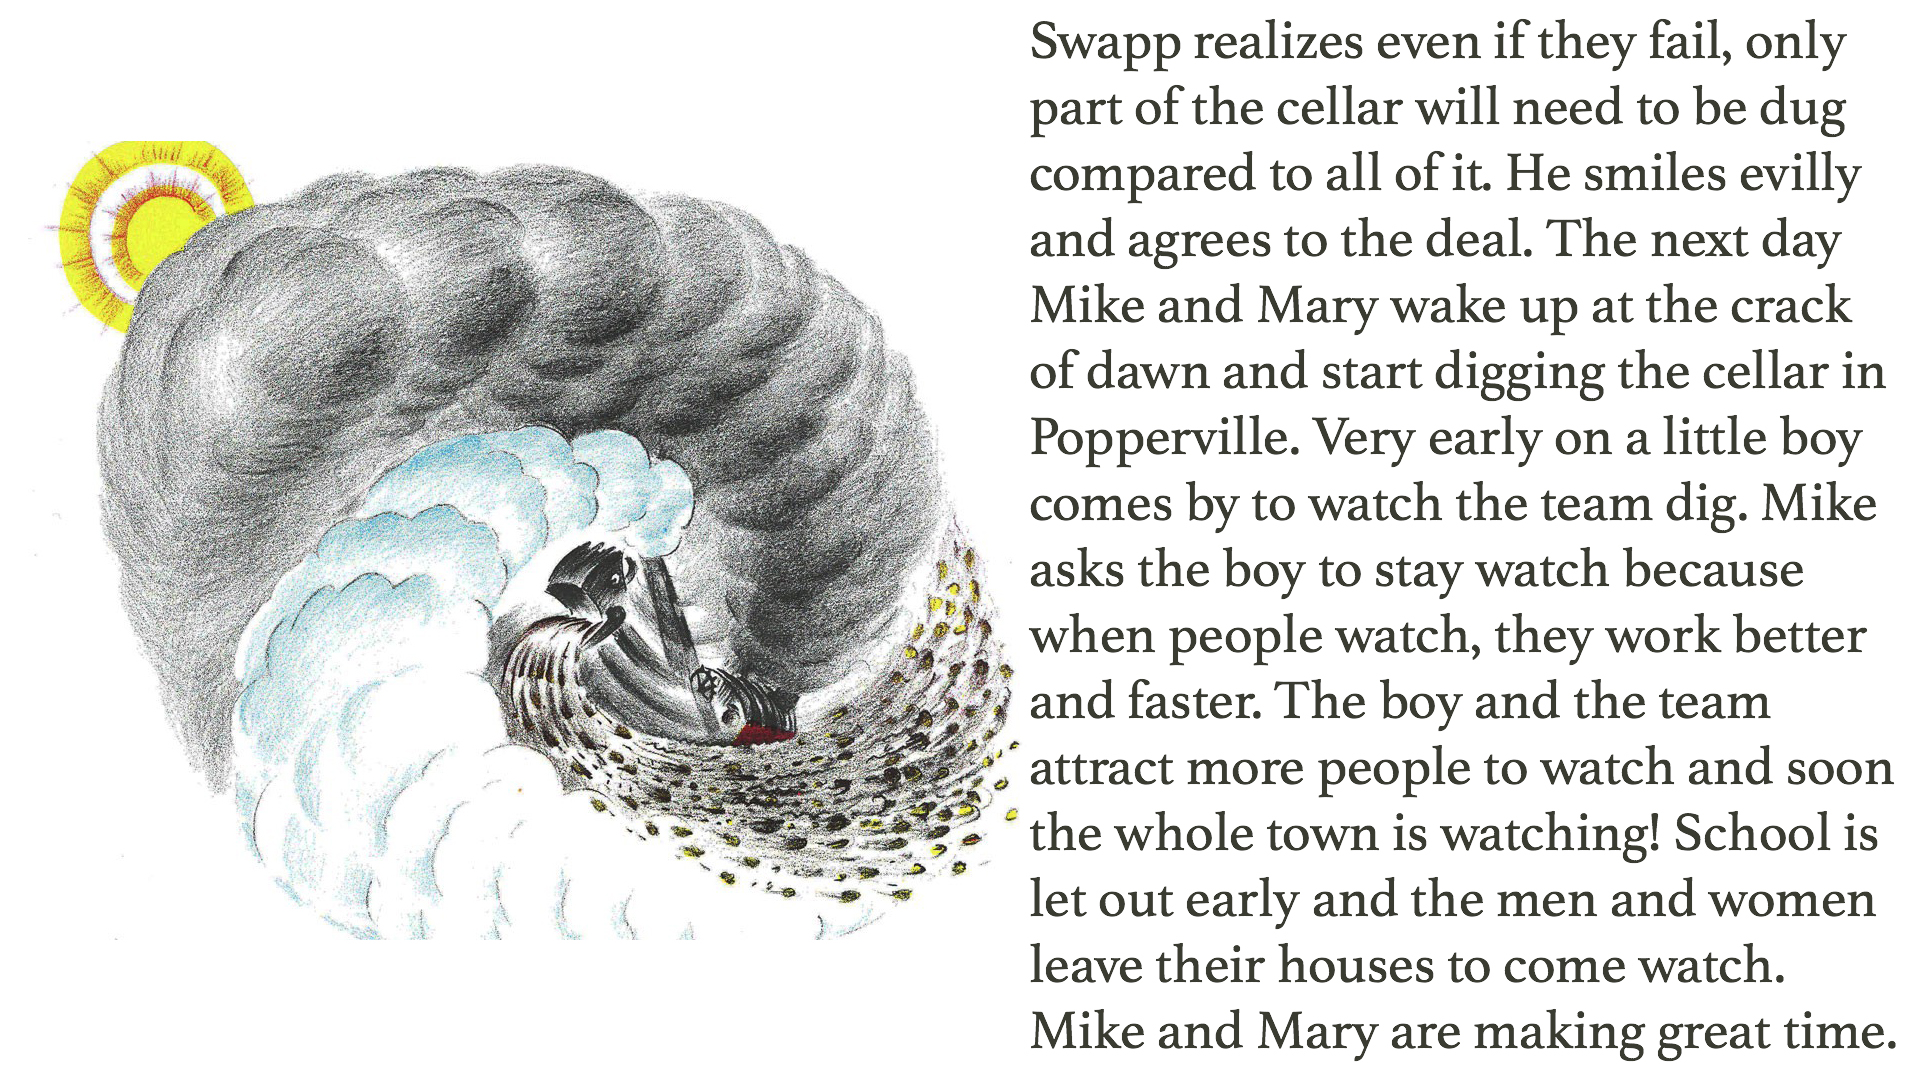 Swapp realizes even if they fail, only
part of the cellar will need to be dug
compared to all of it. He smiles evilly
and agrees to the deal. The next day
Mike and Mary wake up at the crack
of dawn and start digging the cellar in
Popperville. Very early on a little boy
comes by to watch the team dig. Mike
asks the boy to stay watch because
when people watch, they work better
and faster. The boy and the team
attract more people to watch and soon
the whole town is watching! School is
let out early and the men and women
leave their houses to come watch.
Mike and Mary are making great time.